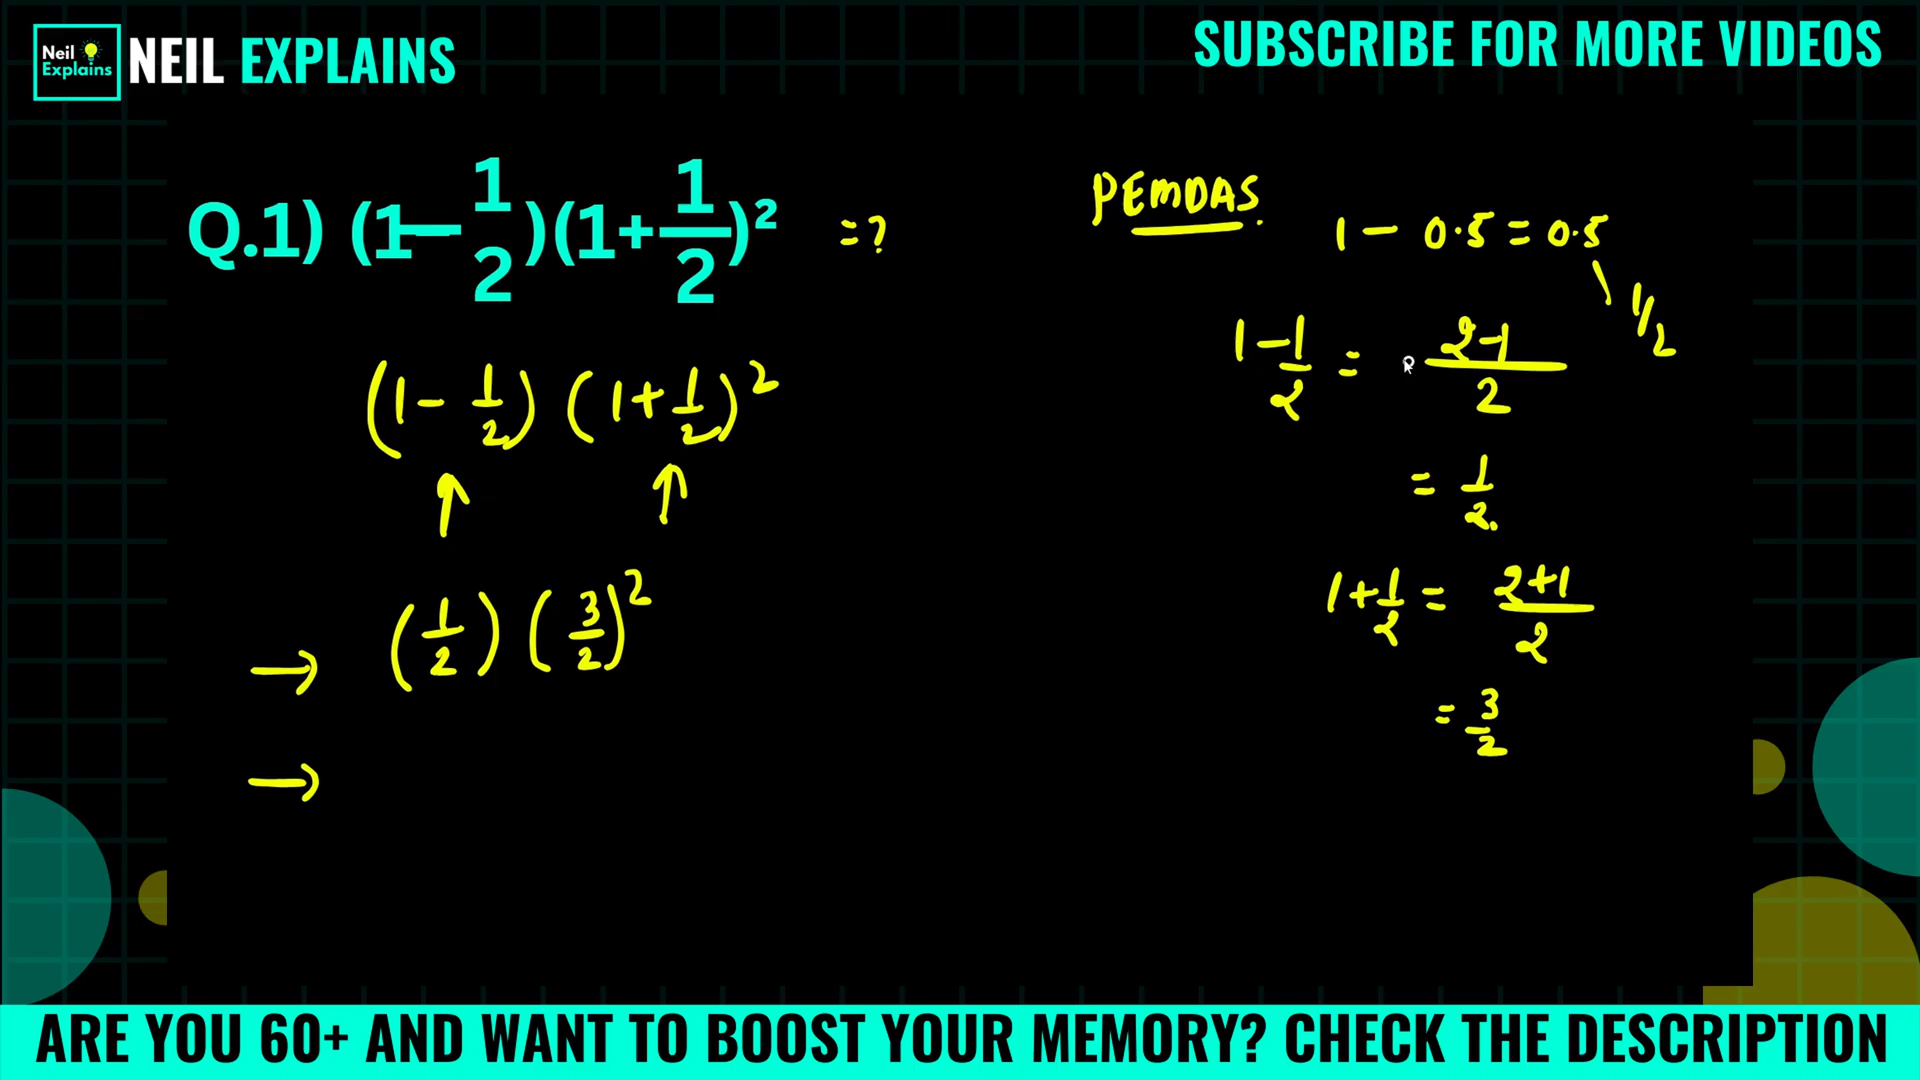 Neil Explains
NEIL EXPLAINS
SUBSCRIBE FOR MORE VIDEOS
Q.1) (1-1/2)(1+1/2)² =?
PEMDAS.
1 - 0.5 = 0.5
1/2
1 - 1/2 = 2-1/2
= 1/2.
(1 - 1/2) (1 + 1/2)²
↑ ↑
1 + 1/2 = 2+1/2
→ (1/2) (3/2)²
= 3/2
→
ARE YOU 60+ AND WANT TO BOOST YOUR MEMORY? CHECK THE DESCRIPTION